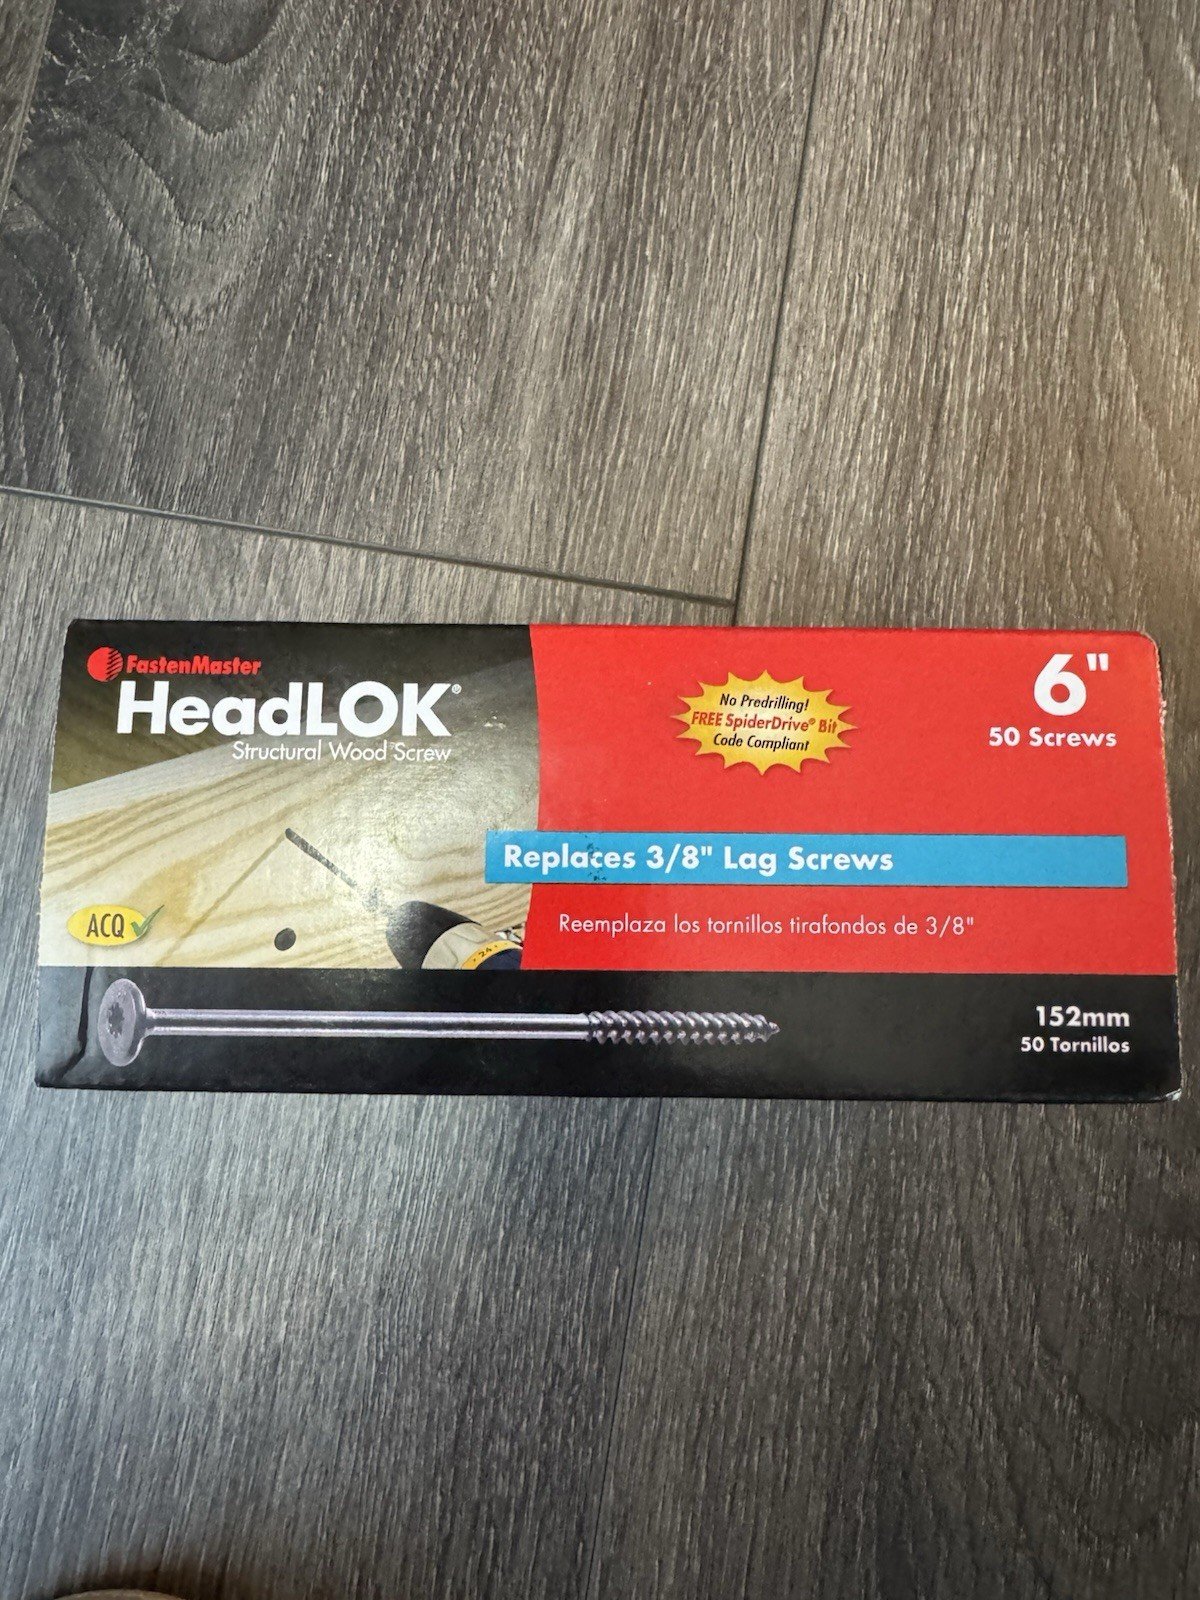 FastenMaster
HeadLOK®
Structural Wood Screw
No Predrilling!
FREE SpiderDrive® Bit
Code Compliant
6"
50 Screws
Replaces 3/8" Lag Screws
Reemplaza los tornillos tirafondos de 3/8"
ACQ
24
152mm
50 Tornillos